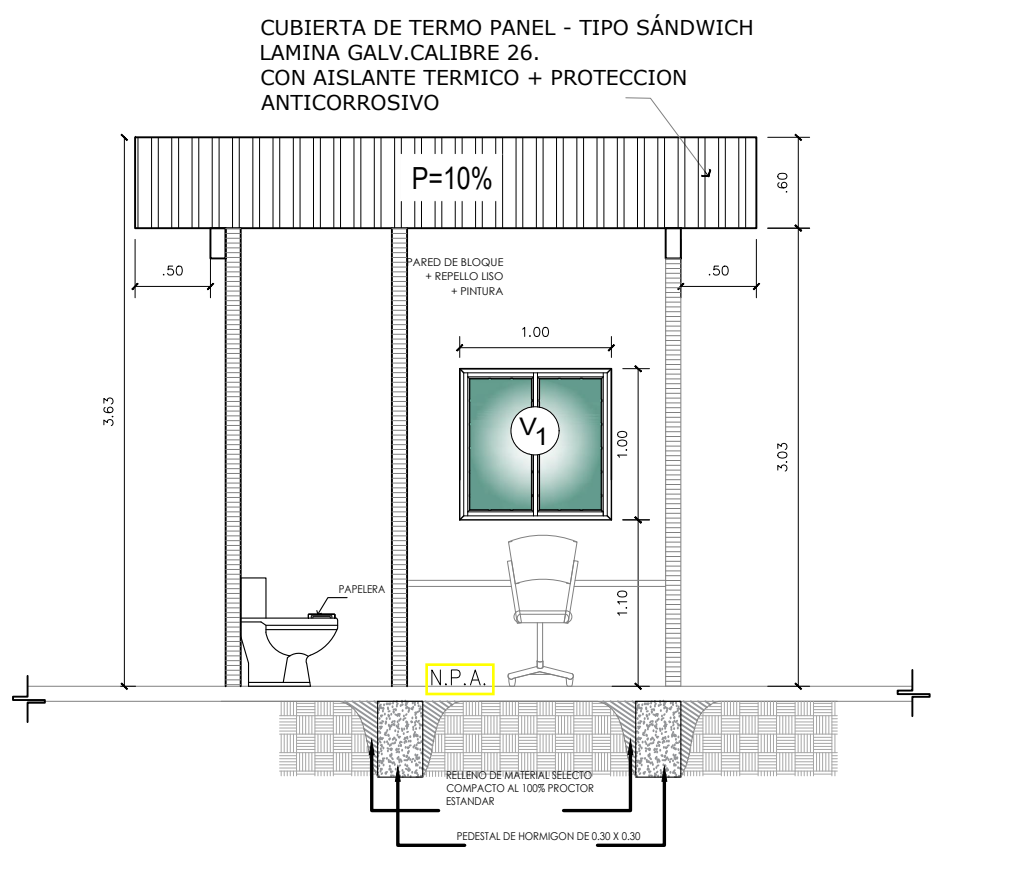 CUBIERTA DE TERMO PANEL - TIPO SÁNDWICH
LAMINA GALV.CALIBRE 26.
CON AISLANTE TERMICO + PROTECCION
ANTICORROSIVO
P=10%
.60
.50
.50
PARED DE BLOQUE
+ REPELLO LISO
+ PINTURA
1.00
3.63
V1
1.00
3.03
1.10
PAPELERA
N.P.A.
RELLENO DE MATERIAL SELECTO
COMPACTO AL 100% PROCTOR
ESTANDAR
PEDESTAL DE HORMIGON DE 0.30 X 0.30